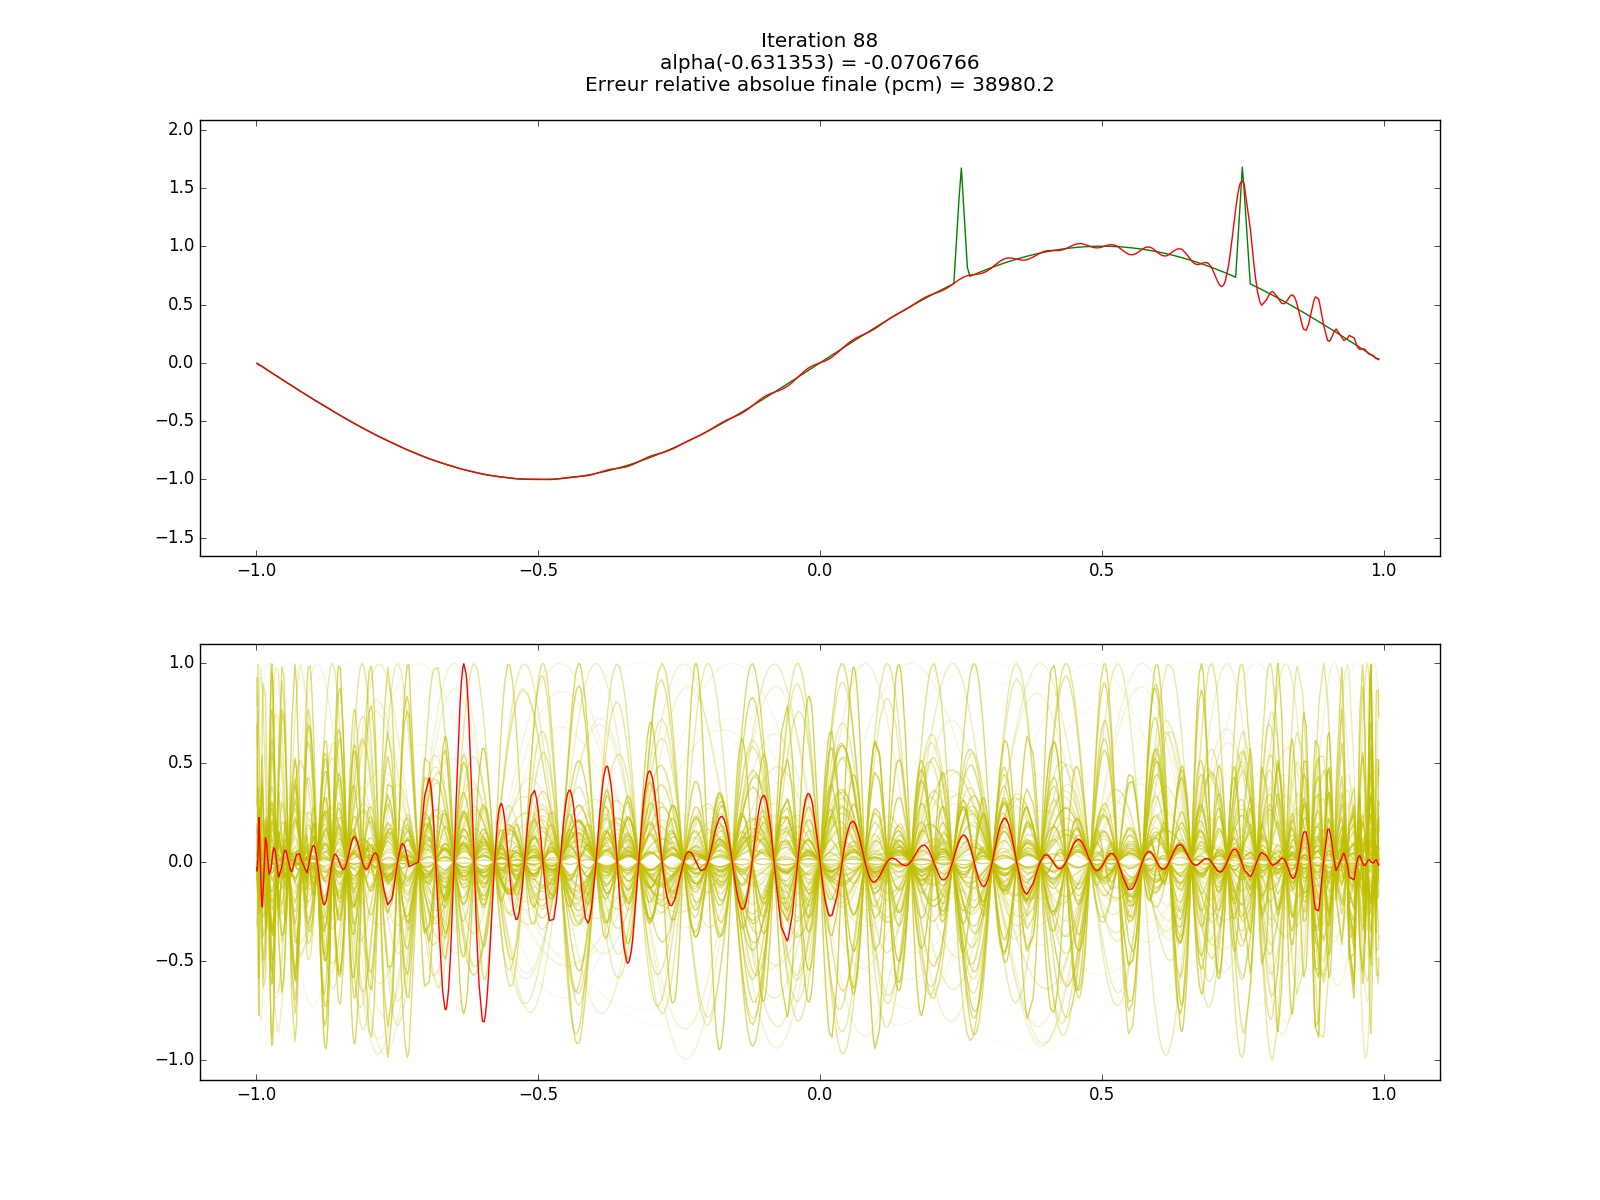 Iteration 88
alpha(-0.631353) = -0.0706766
Erreur relative absolue finale (pcm) = 38980.2
2.0
1.5
1.0
0.5
0.0
−0.5
−1.0
−1.5
−1.0 −0.5 0.0 0.5 1.0
1.0
0.5
0.0
−0.5
−1.0
−1.0 −0.5 0.0 0.5 1.0